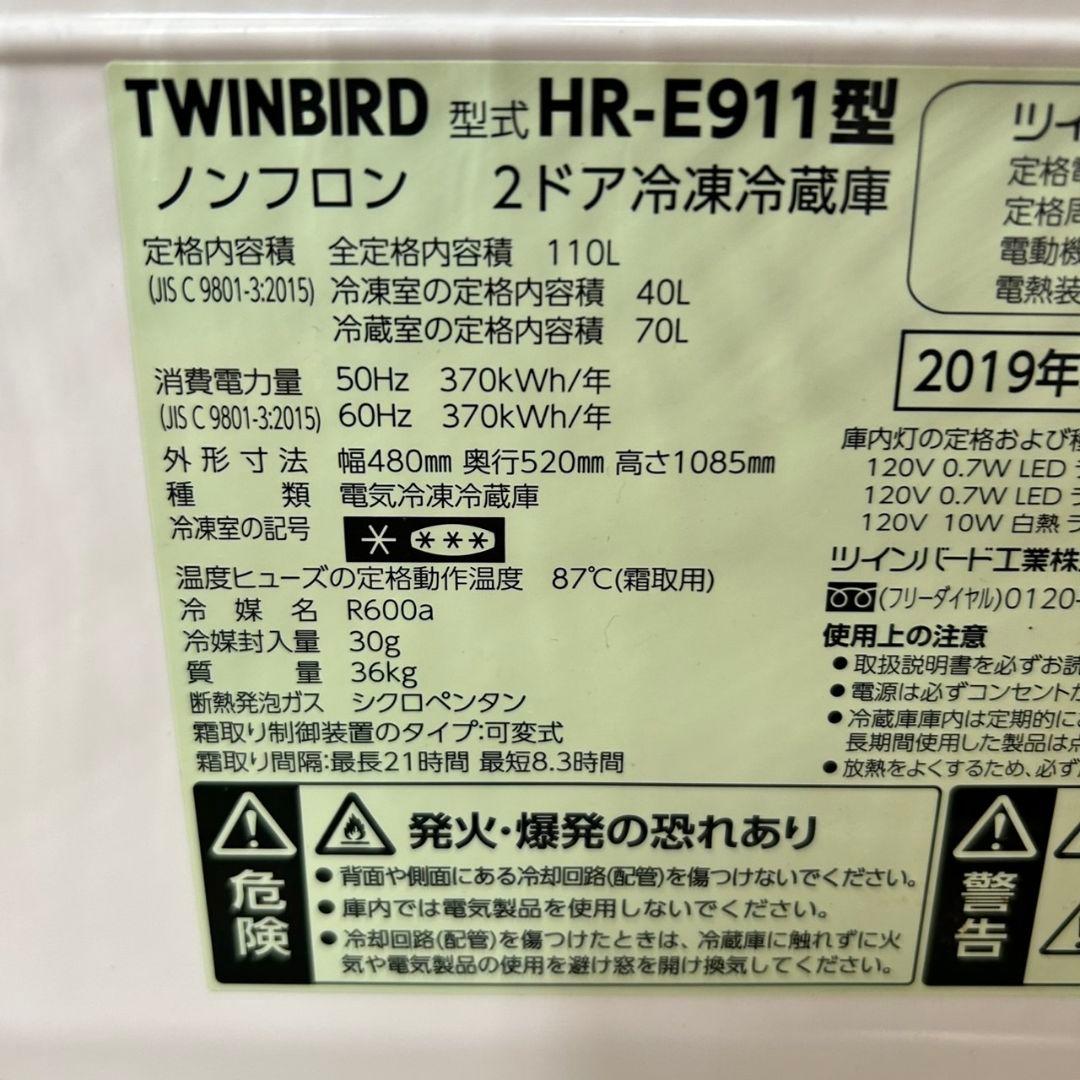 TWINBIRD 型式 HR-E911型
ノンフロン 2ドア冷凍冷蔵庫
定格内容積 全定格内容積 110L
(JIS C 9801-3:2015) 冷凍室の定格内容積 40L
冷蔵室の定格内容積 70L
消費電力量 50Hz 370kWh/年
(JIS C 9801-3:2015) 60Hz 370kWh/年
外形寸法 幅480mm 奥行520mm 高さ1085mm
種類 電気冷凍冷蔵庫
冷凍室の記号 * ***
温度ヒューズの定格動作温度 87℃(霜取用)
冷媒名 R600a
冷媒封入量 30g
質量 36kg
断熱発泡ガス シクロペンタン
霜取り制御装置のタイプ:可変式
霜取り間隔:最長21時間 最短8.3時間
ツイ
定格電
定格周
電動機
電熱装
2019年
庫内灯の定格および種
120V 0.7W LED ラ
120V 0.7W LED ラ
120V 10W 白熱 ラ
ツインバード工業株
(フリーダイヤル)0120-
使用上の注意
●取扱説明書を必ずお読
●電源は必ずコンセントか
●冷蔵庫庫内は定期的に
長期間使用した製品は点
●放熱をよくするため、必ず
危険
発火・爆発の恐れあり
●背面や側面にある冷却回路(配管)を傷つけないでください。
●庫内では電気製品を使用しないでください。
●冷却回路(配管)を傷つけたときは、冷蔵庫に触れずに火
気や電気製品の使用を避け窓を開け換気してください。
警告